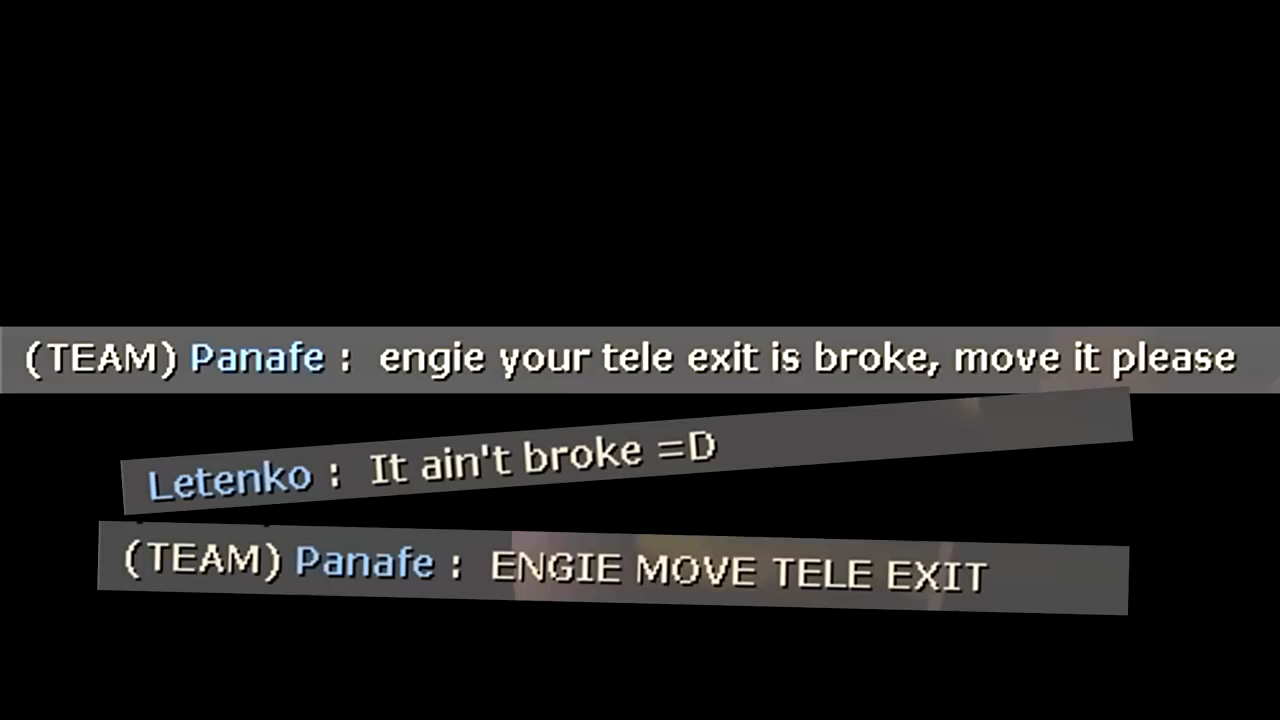 (TEAM) Panafe :  engie your tele exit is broke, move it please
Letenko :  It ain't broke =D
(TEAM) Panafe :  ENGIE MOVE TELE EXIT